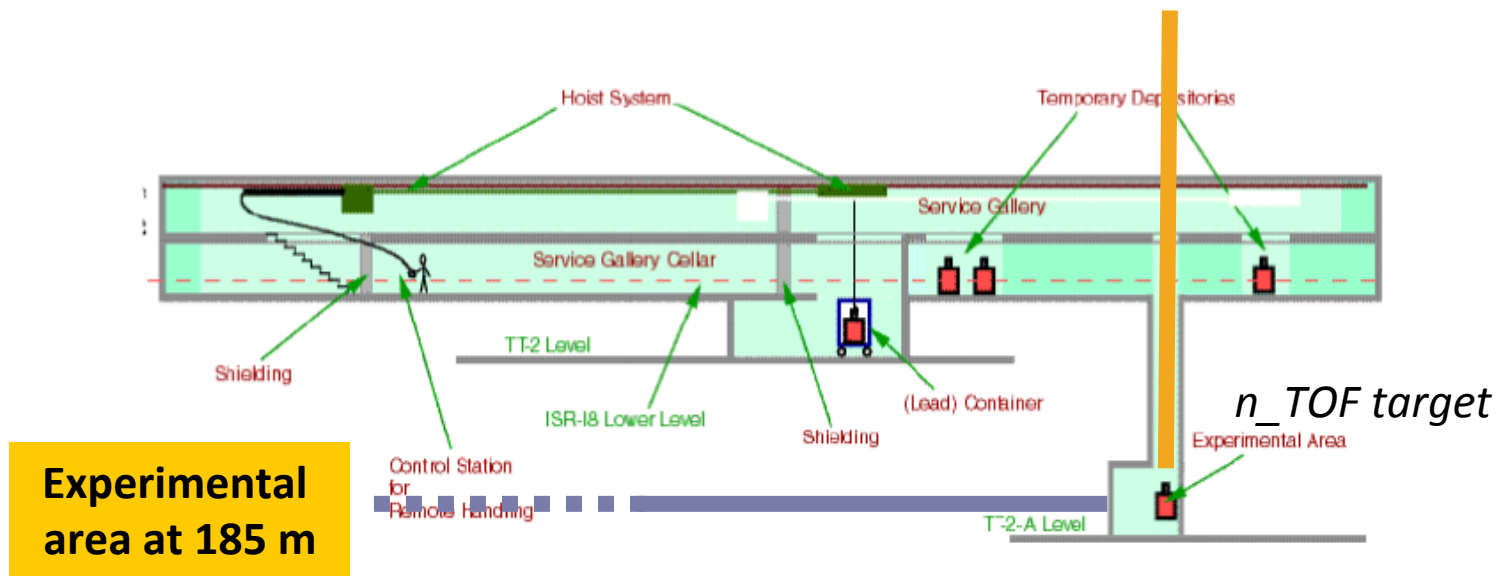 Hoist System
Temporary Depositories
Service Gallery
Service Gallery Cellar
TT-2 Level
Shielding
(Lead) Container
n_TOF target
ISR-I8 Lower Level
Shielding
Experimental Area
Control Station
for
Remote Handling
Experimental
area at 185 m
TT-2-A Level